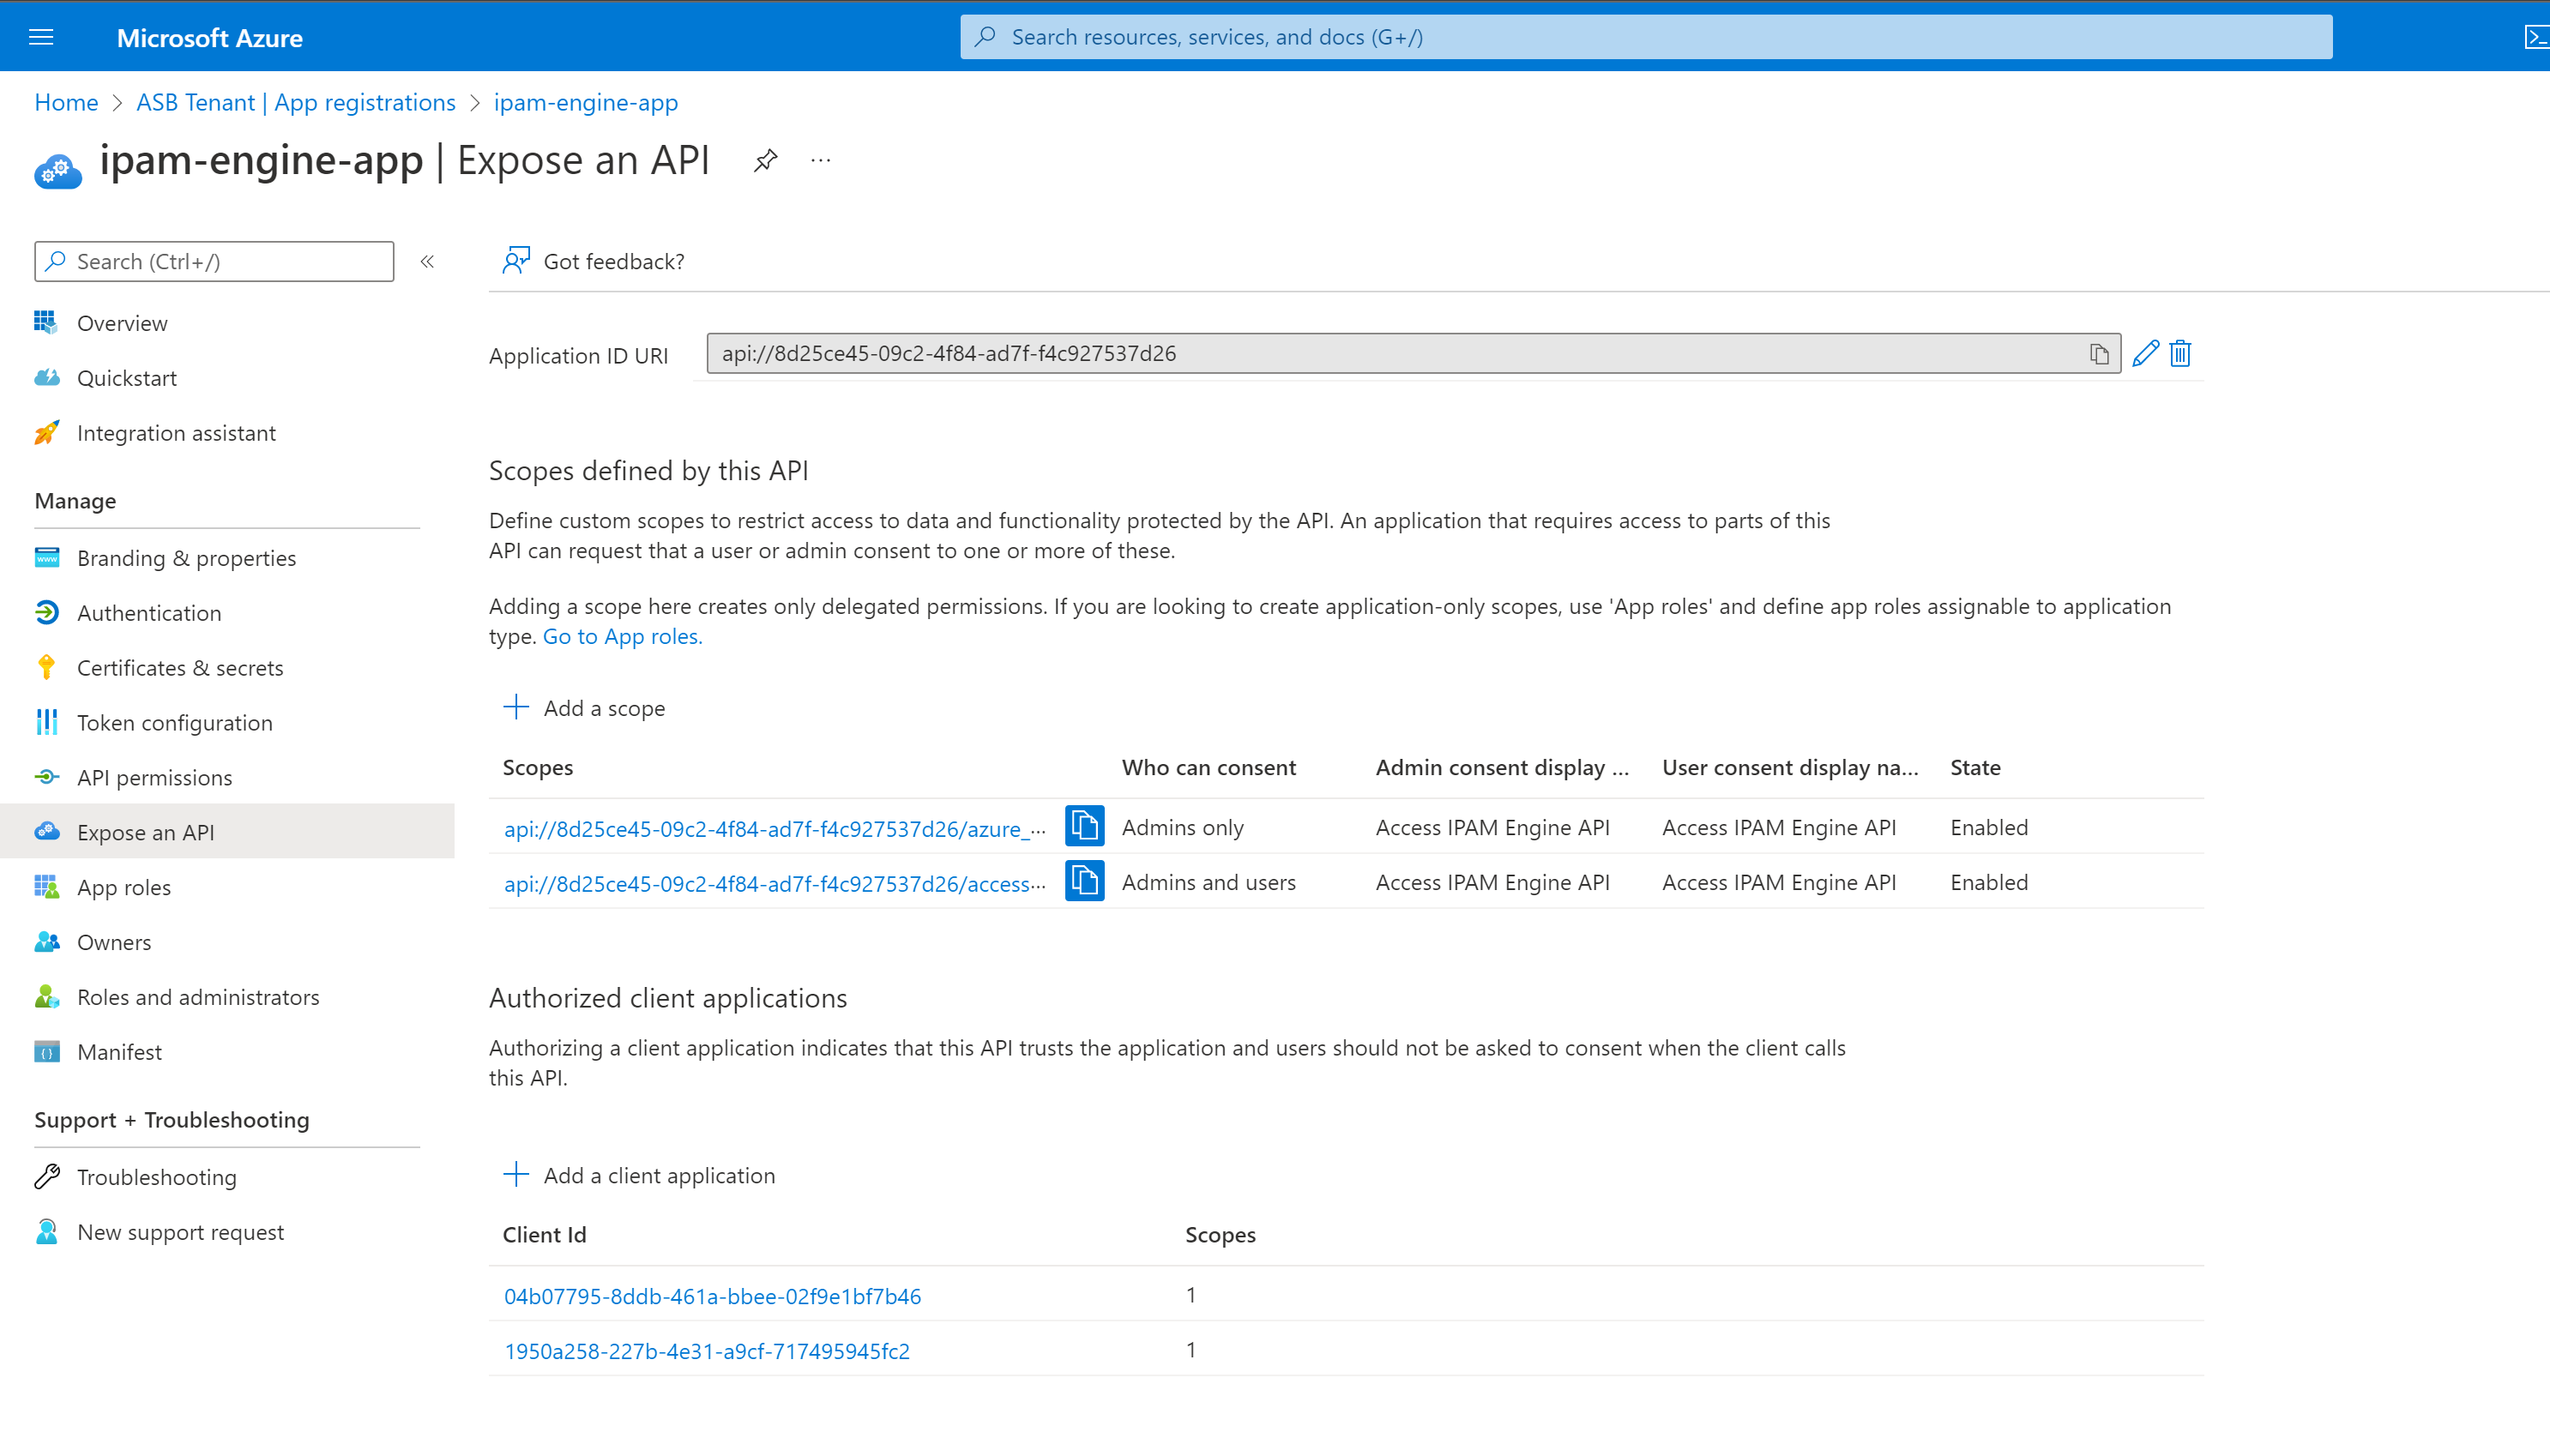 Microsoft Azure
Search resources, services, and docs (G+/)
Home > ASB Tenant | App registrations > ipam-engine-app
ipam-engine-app | Expose an API
Search (Ctrl+/)
Got feedback?
Overview
Quickstart
Integration assistant
Manage
Branding & properties
Authentication
Certificates & secrets
Token configuration
API permissions
Expose an API
App roles
Owners
Roles and administrators
Manifest
Support + Troubleshooting
Troubleshooting
New support request
Application ID URI
api://8d25ce45-09c2-4f84-ad7f-f4c927537d26
Scopes defined by this API
Define custom scopes to restrict access to data and functionality protected by the API. An application that requires access to parts of this
API can request that a user or admin consent to one or more of these.
Adding a scope here creates only delegated permissions. If you are looking to create application-only scopes, use 'App roles' and define app roles assignable to application
type. Go to App roles.
Add a scope
Scopes Who can consent Admin consent display ... User consent display na... State
api://8d25ce45-09c2-4f84-ad7f-f4c927537d26/azure_... Admins only Access IPAM Engine API Access IPAM Engine API Enabled
api://8d25ce45-09c2-4f84-ad7f-f4c927537d26/access... Admins and users Access IPAM Engine API Access IPAM Engine API Enabled
Authorized client applications
Authorizing a client application indicates that this API trusts the application and users should not be asked to consent when the client calls
this API.
Add a client application
Client Id Scopes
04b07795-8ddb-461a-bbee-02f9e1bf7b46 1
1950a258-227b-4e31-a9cf-717495945fc2 1